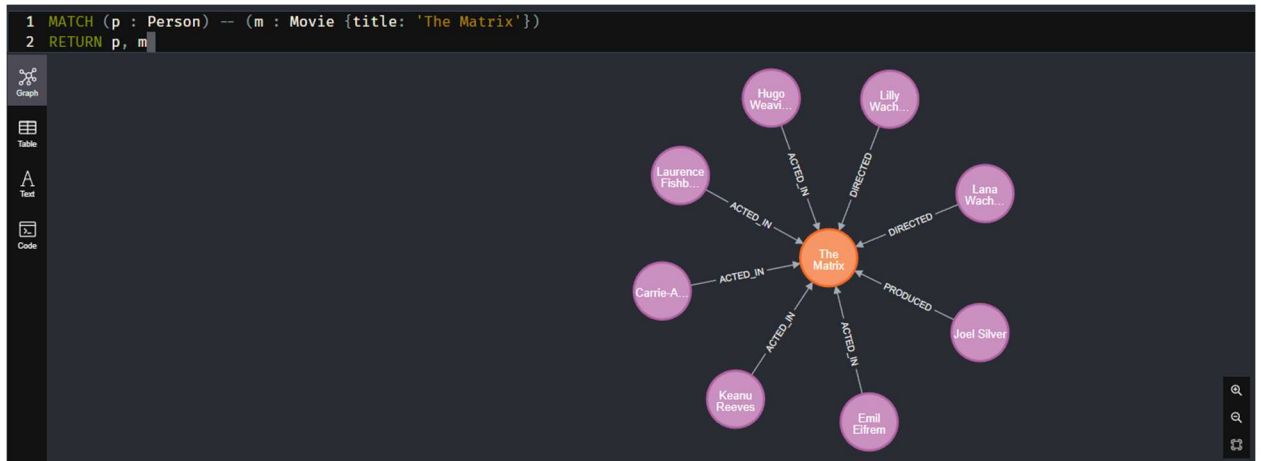 1 MATCH (p : Person) -- (m : Movie {title: 'The Matrix'})
2 RETURN p, m
Graph
Table
Text
Code
Hugo
Weavi...
Lilly
Wach...
Laurence
Fishb...
Lana
Wach...
ACTED_IN
DIRECTED
ACTED_IN
DIRECTED
The
Matrix
Carrie-A...
ACTED_IN
PRODUCED
Joel Silver
ACTED_IN
ACTED_IN
Keanu
Reeves
Emil
Eifrem